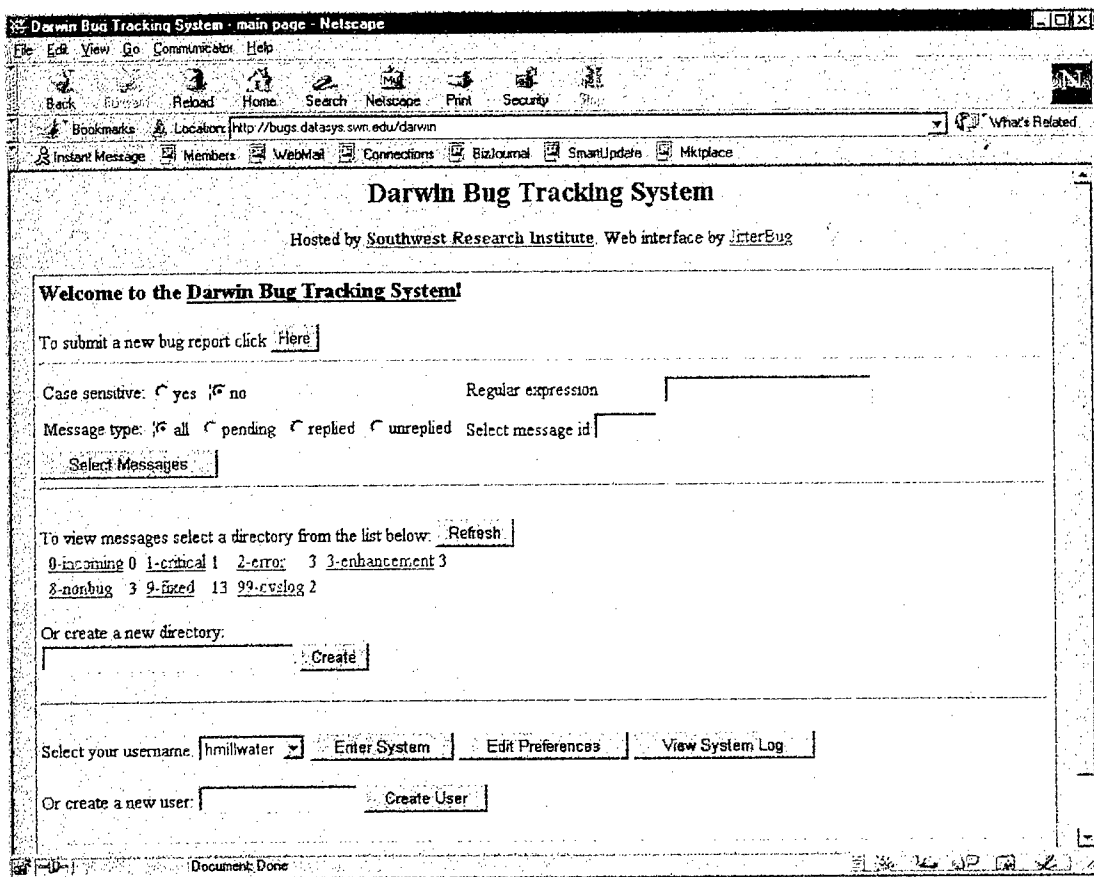 Darwin Bug Tracking System - main page - Netscape
File Edit View Go Communicator Help
Back Forward Reload Home Search Netscape Print Security Stop
Bookmarks Location: http://bugs.datasys.swri.edu/darwin What's Related
Instant Message Members WebMail Connections BizJournal SmartUpdate Mktplace
Darwin Bug Tracking System
Hosted by Southwest Research Institute. Web interface by JitterBug
Welcome to the Darwin Bug Tracking System!
To submit a new bug report click Here
Case sensitive: yes no Regular expression
Message type: all pending replied unreplied Select message id
Select Messages
To view messages select a directory from the list below: Refresh
0-incoming 0 1-critical 1 2-error 3 3-enhancement 3
8-nonbug 3 9-fixed 13 99-cvslog 2
Or create a new directory:
Create
Select your username. hmillwater Enter System Edit Preferences View System Log
Or create a new user: Create User
Document: Done